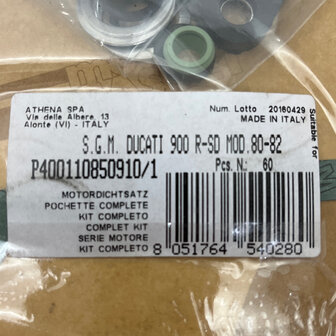 ATHENA SPA
Via delle Albere, 13
Alonte (VI) - ITALY
Num. Lotto 20160429
MADE IN ITALY
Suitable for
S.G.M. DUCATI 900 R-SD MOD.80-82
P400110850910/1
Pcs. N.: 60
MOTORDICHTSATZ
POCHETTE COMPLETE
KIT COMPLETO
COMPLET KIT
SERIE MOTORE
KIT COMPLETO
8 051764 540280